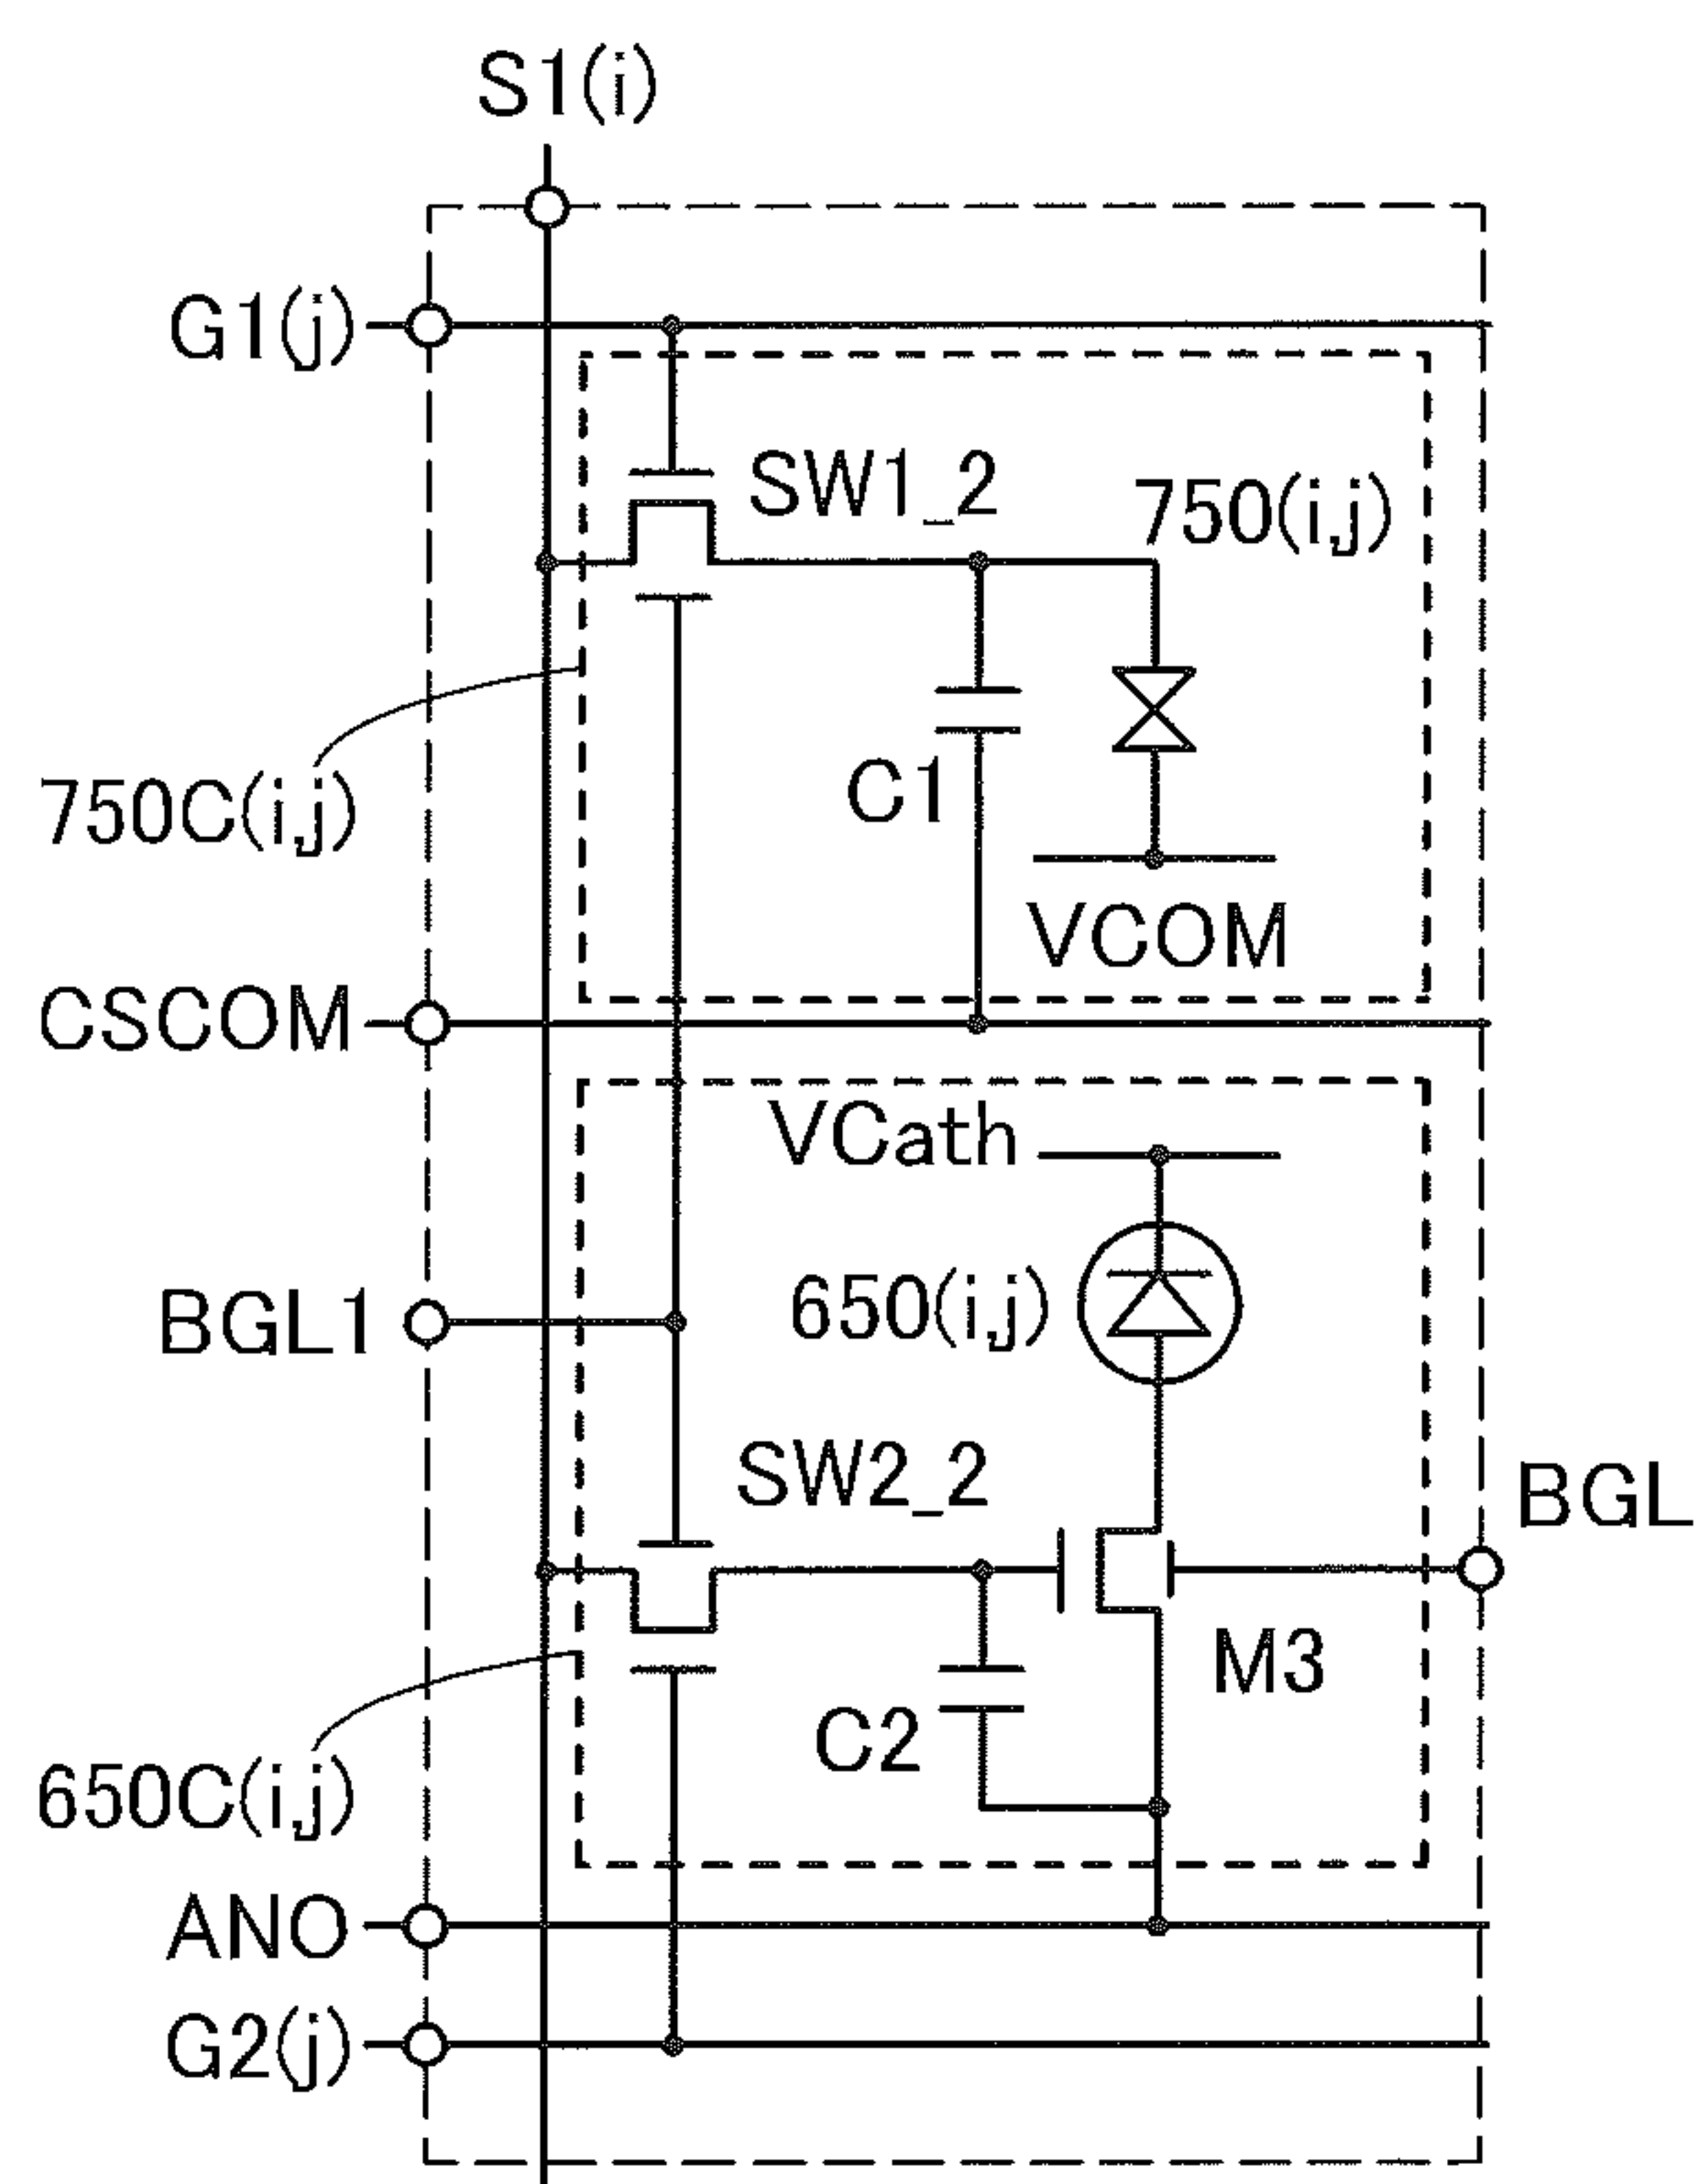 S1(i)
G1(j)
SW1_2
750(i,j)
750C(i,j)
C1
VCOM
CSCOM
VCath
BGL1
650(i,j)
SW2_2
BGL
M3
C2
650C(i,j)
ANO
G2(j)